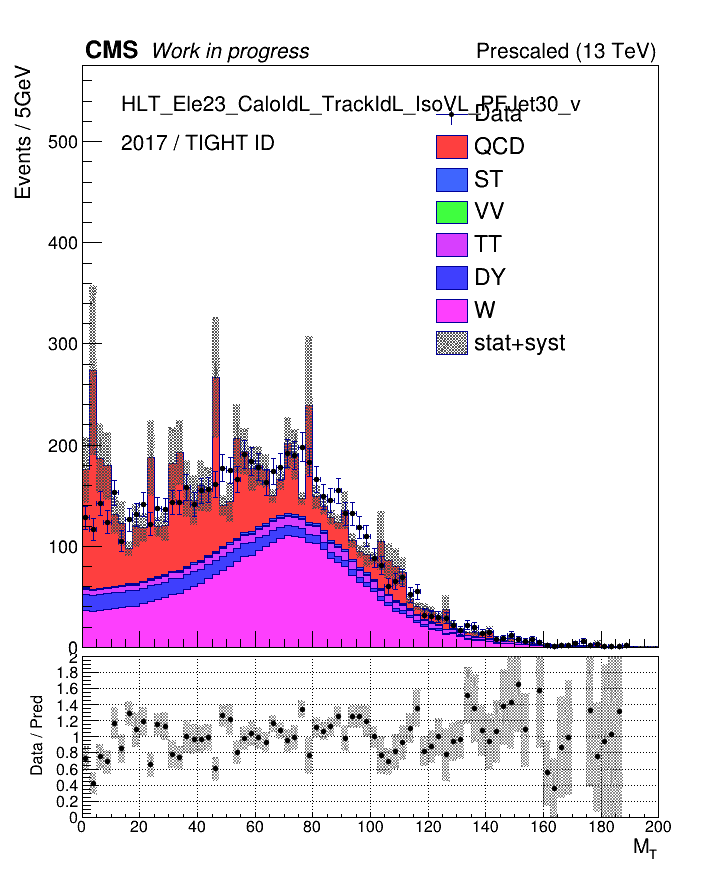 CMS Work in progress Prescaled (13 TeV)
Events / 5GeV
HLT_Ele23_CaloIdL_TrackIdL_IsoVL_PFJet30_v
2017 / TIGHT ID
Data
QCD
ST
VV
TT
DY
W
stat+syst
500
400
300
200
100
0
Data / Pred
2
1.8
1.6
1.4
1.2
1
0.8
0.6
0.4
0.2
0
0 20 40 60 80 100 120 140 160 180 200
M_T